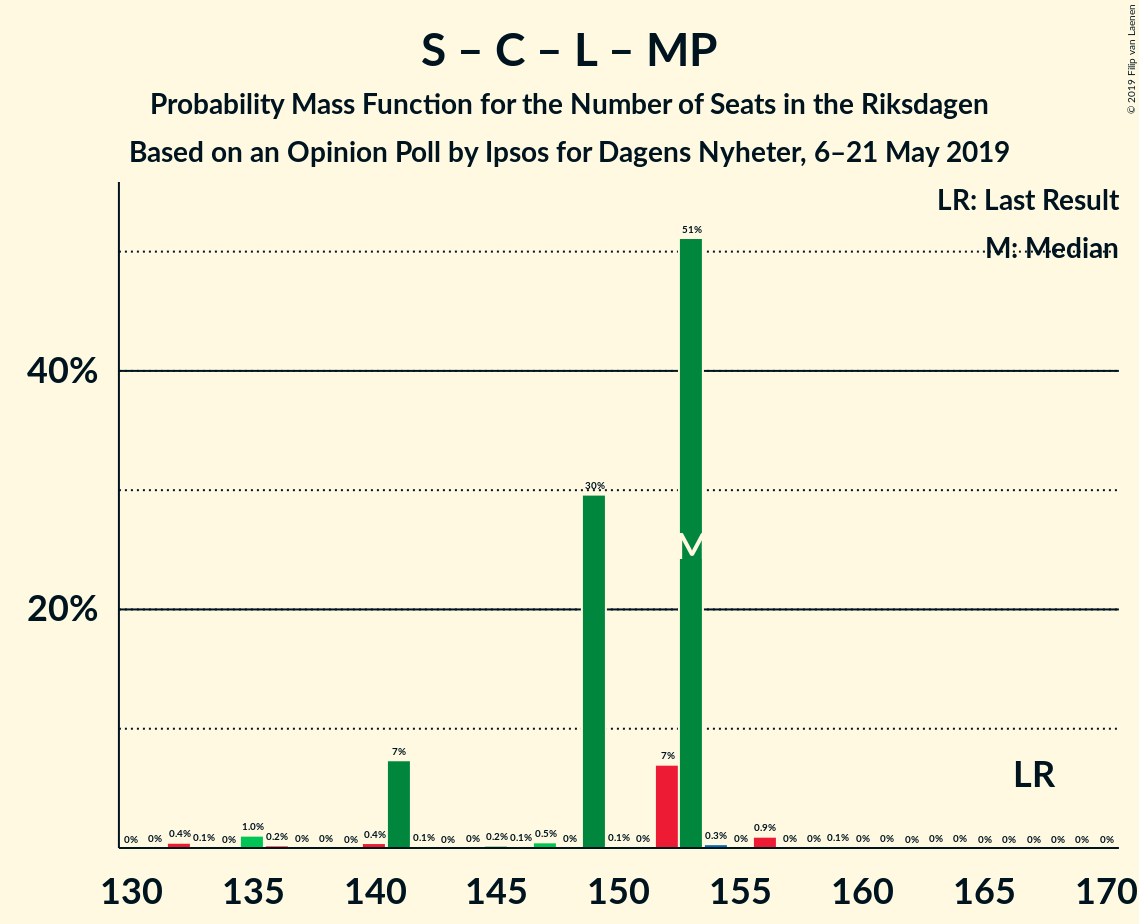 S – C – L – MP
Probability Mass Function for the Number of Seats in the Riksdagen
Based on an Opinion Poll by Ipsos for Dagens Nyheter, 6–21 May 2019
© 2019 Filip van Laenen
LR: Last Result
M: Median
51%
40%
30%
M
20%
7% 7%
LR
0% 0% 0.4% 0.1% 0% 1.0% 0.2% 0% 0% 0% 0.4% 0.1% 0% 0% 0.2% 0.1% 0.5% 0% 0.1% 0% 0.3% 0% 0.9% 0% 0% 0.1% 0% 0% 0% 0% 0% 0% 0% 0% 0% 0% 0%
130 135 140 145 150 155 160 165 170